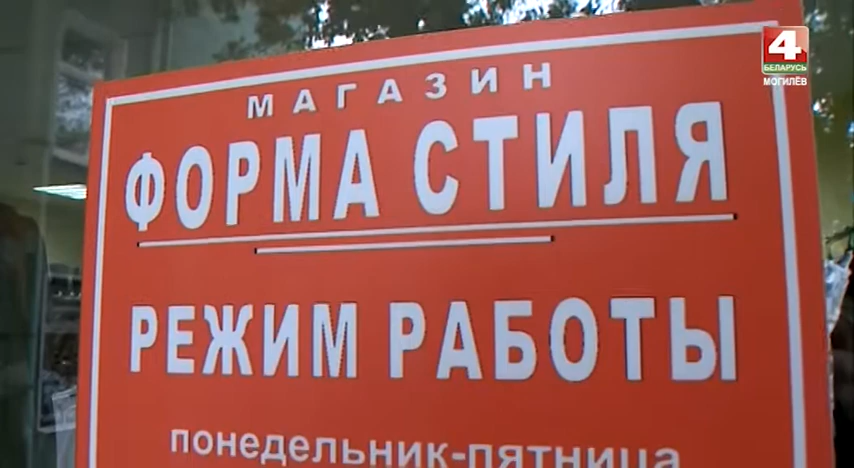 4
БЕЛАРУСЬ
МОГИЛЁВ
МАГАЗИН
ФОРМА СТИЛЯ
РЕЖИМ РАБОТЫ
понедельник-пятница